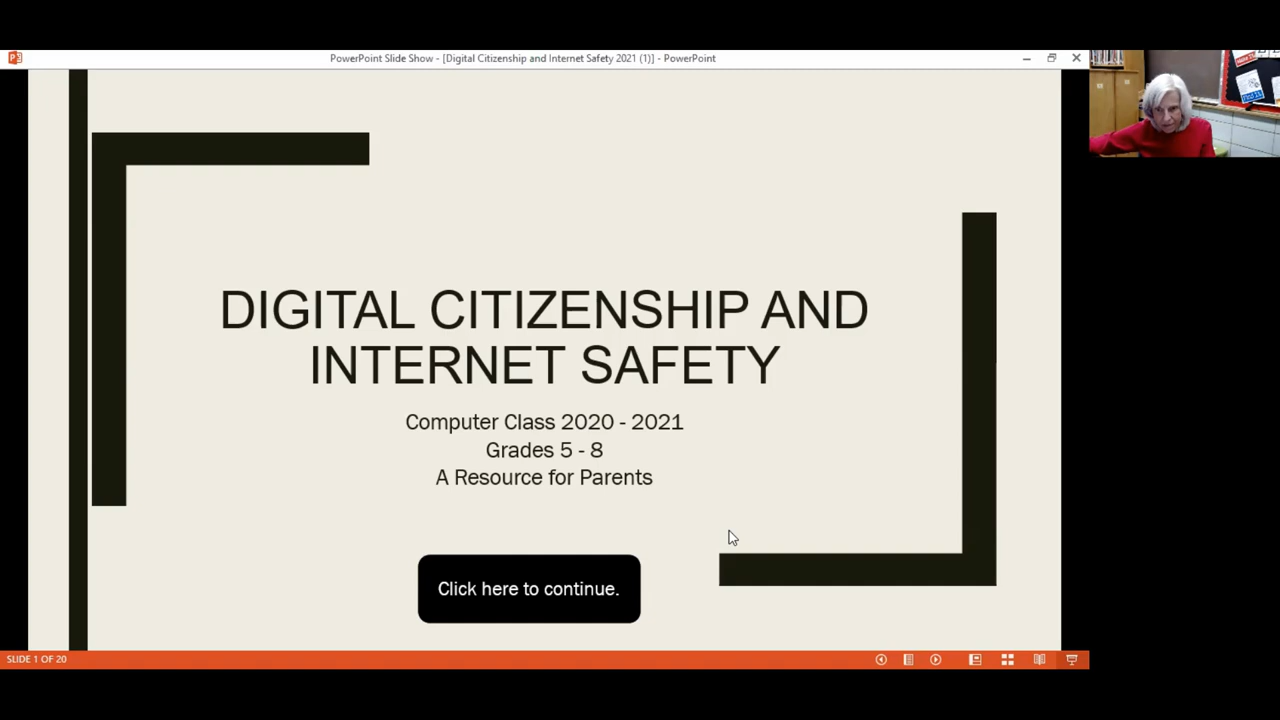 PowerPoint Slide Show - [Digital Citizenship and Internet Safety 2021 (1)] - PowerPoint
DIGITAL CITIZENSHIP AND
INTERNET SAFETY
Computer Class 2020 - 2021
Grades 5 - 8
A Resource for Parents
Click here to continue.
SLIDE 1 OF 20